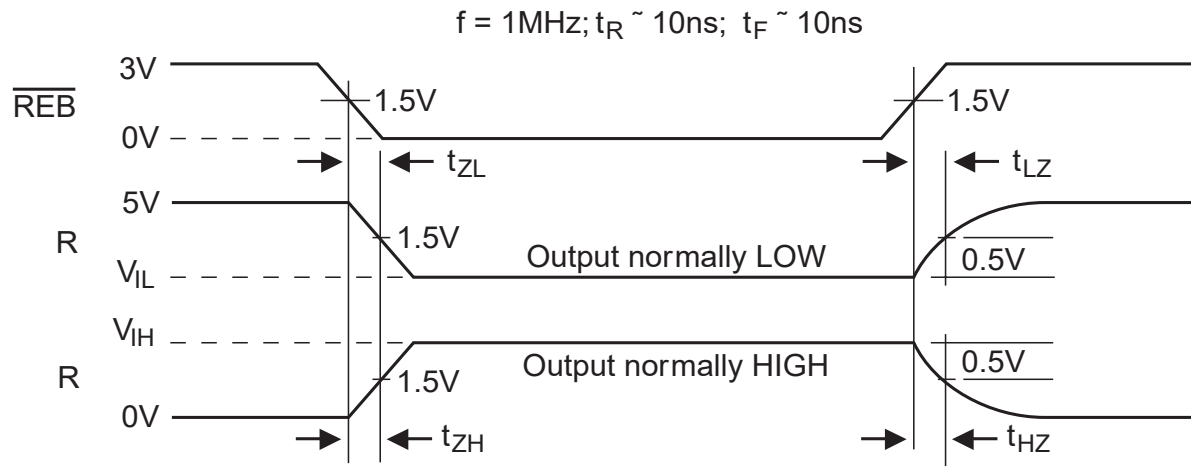 f = 1MHz; tR ~ 10ns; tF ~ 10ns
3V
REB
1.5V
1.5V
0V
tZL
tLZ
5V
R
1.5V
Output normally LOW
0.5V
VIL
VIH
Output normally HIGH
0.5V
R
1.5V
0V
tZH
tHZ